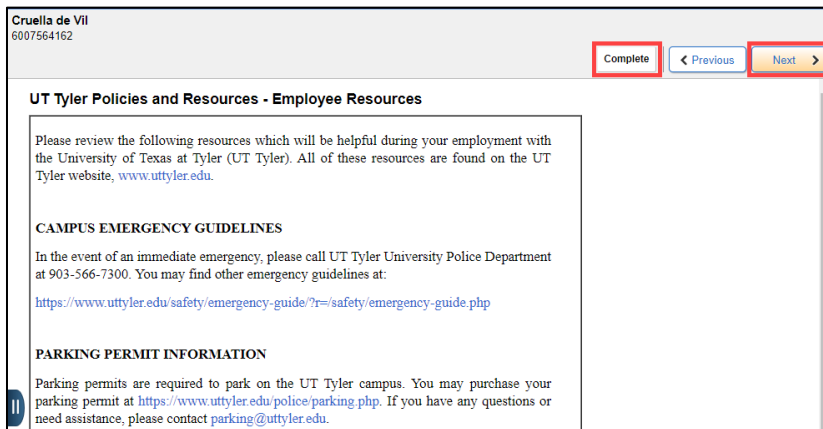 Cruella de Vil
6007564162
Complete Previous Next
UT Tyler Policies and Resources - Employee Resources
Please review the following resources which will be helpful during your employment with
the University of Texas at Tyler (UT Tyler). All of these resources are found on the UT
Tyler website, www.uttyler.edu.
CAMPUS EMERGENCY GUIDELINES
In the event of an immediate emergency, please call UT Tyler University Police Department
at 903-566-7300. You may find other emergency guidelines at:
https://www.uttyler.edu/safety/emergency-guide/?r=/safety/emergency-guide.php
PARKING PERMIT INFORMATION
Parking permits are required to park on the UT Tyler campus. You may purchase your
parking permit at https://www.uttyler.edu/police/parking.php. If you have any questions or
need assistance, please contact parking@uttyler.edu.